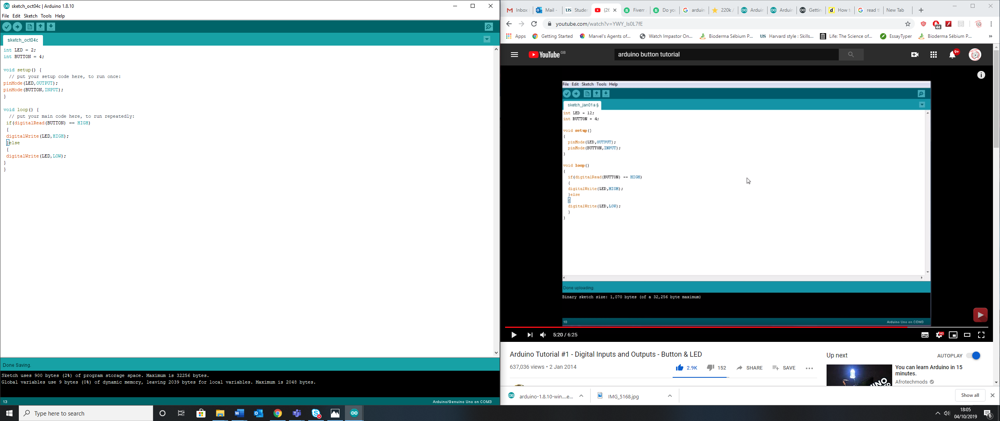 sketch_oct04c | Arduino 1.8.10
File Edit Sketch Tools Help
sketch_oct04c
int LED = 2;
int BUTTON = 4;
void setup() {
// put your setup code here, to run once:
pinMode(LED,OUTPUT);
pinMode(BUTTON,INPUT);
}
void loop() {
// put your main code here, to run repeatedly:
if(digitalRead(BUTTON) == HIGH)
{
digitalWrite(LED,HIGH);
}else
{
digitalWrite(LED,LOW);
}
}
Done Saving.
Sketch uses 900 bytes (2%) of program storage space. Maximum is 32256 bytes.
Global variables use 9 bytes (0%) of dynamic memory, leaving 2039 bytes for local variables. Maximum is 2048 bytes.
13 Arduino/Genuino Uno on COM3
Inbox Mail - US Studer (26 Fiverr Do you arduin 220k / Arduin Arduin Gettin How t read t New Tab
youtube.com/watch?v=YWY_Is0L7fE
44
Apps Getting Started Marvel's Agents of... Watch Impastor On... Bioderma Sébium P... US Harvard style : Skills... Life: The Science of... EssayTyper Bioderma Sébium P... »
YouTube GB arduino button tutorial 9+
File Edit Sketch Tools Help
sketch_jan01a §
int LED = 12;
int BUTTON = 4;
void setup()
{
pinMode(LED,OUTPUT);
pinMode(BUTTON,INPUT);
}
void loop()
{
if(digitalRead(BUTTON) == HIGH)
{
digitalWrite(LED,HIGH);
}else
{
digitalWrite(LED,LOW);
}
}
Done uploading.
Binary sketch size: 1,070 bytes (of a 32,256 byte maximum)
18 Arduino Uno on COM3
5:20 / 6:25 HD
Arduino Tutorial #1 - Digital Inputs and Outputs - Button & LED
637,036 views • 2 Jan 2014
2.9K 152 SHARE SAVE
Up next AUTOPLAY
You can learn Arduino in 15 minutes.
Afrotechmods
arduino-1.8.10-win....e... IMG_5168.jpg Show all
Type here to search
18:05
04/10/2019
6